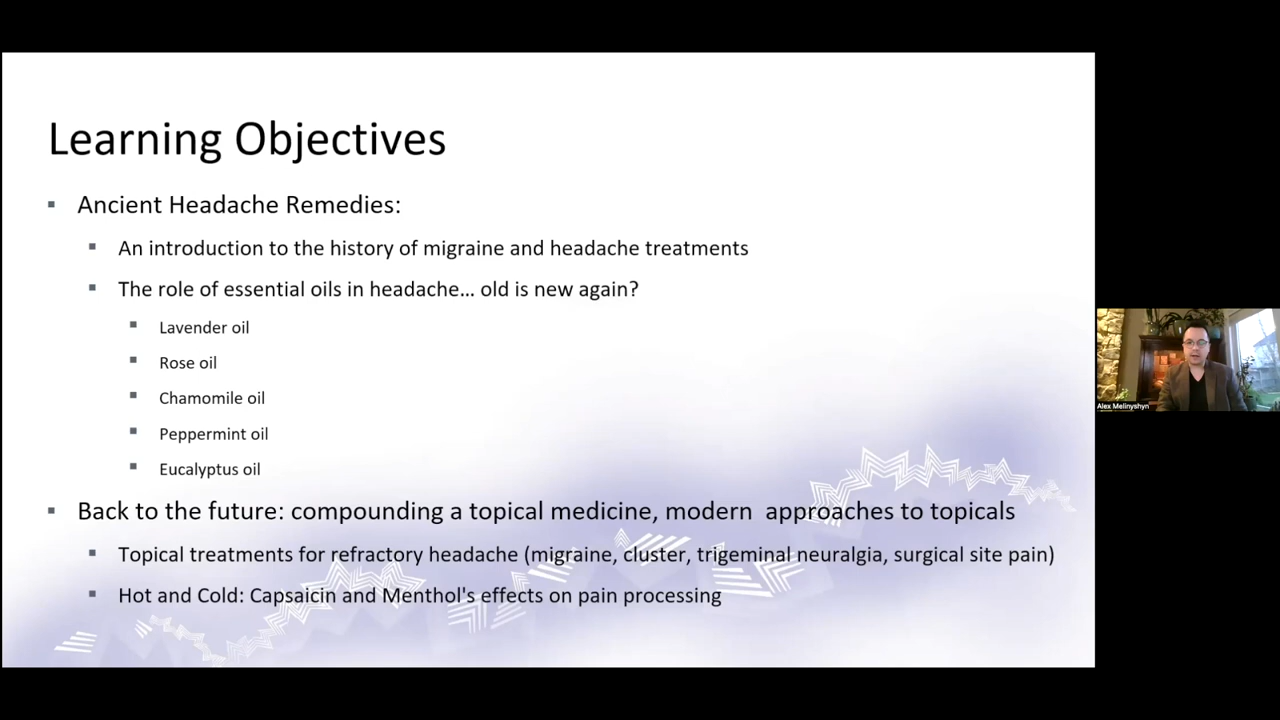 Learning Objectives
Ancient Headache Remedies:
An introduction to the history of migraine and headache treatments
The role of essential oils in headache... old is new again?
Lavender oil
Rose oil
Chamomile oil
Peppermint oil
Eucalyptus oil
Back to the future: compounding a topical medicine, modern  approaches to topicals
Topical treatments for refractory headache (migraine, cluster, trigeminal neuralgia, surgical site pain)
Hot and Cold: Capsaicin and Menthol's effects on pain processing
Alex Melinyshyn